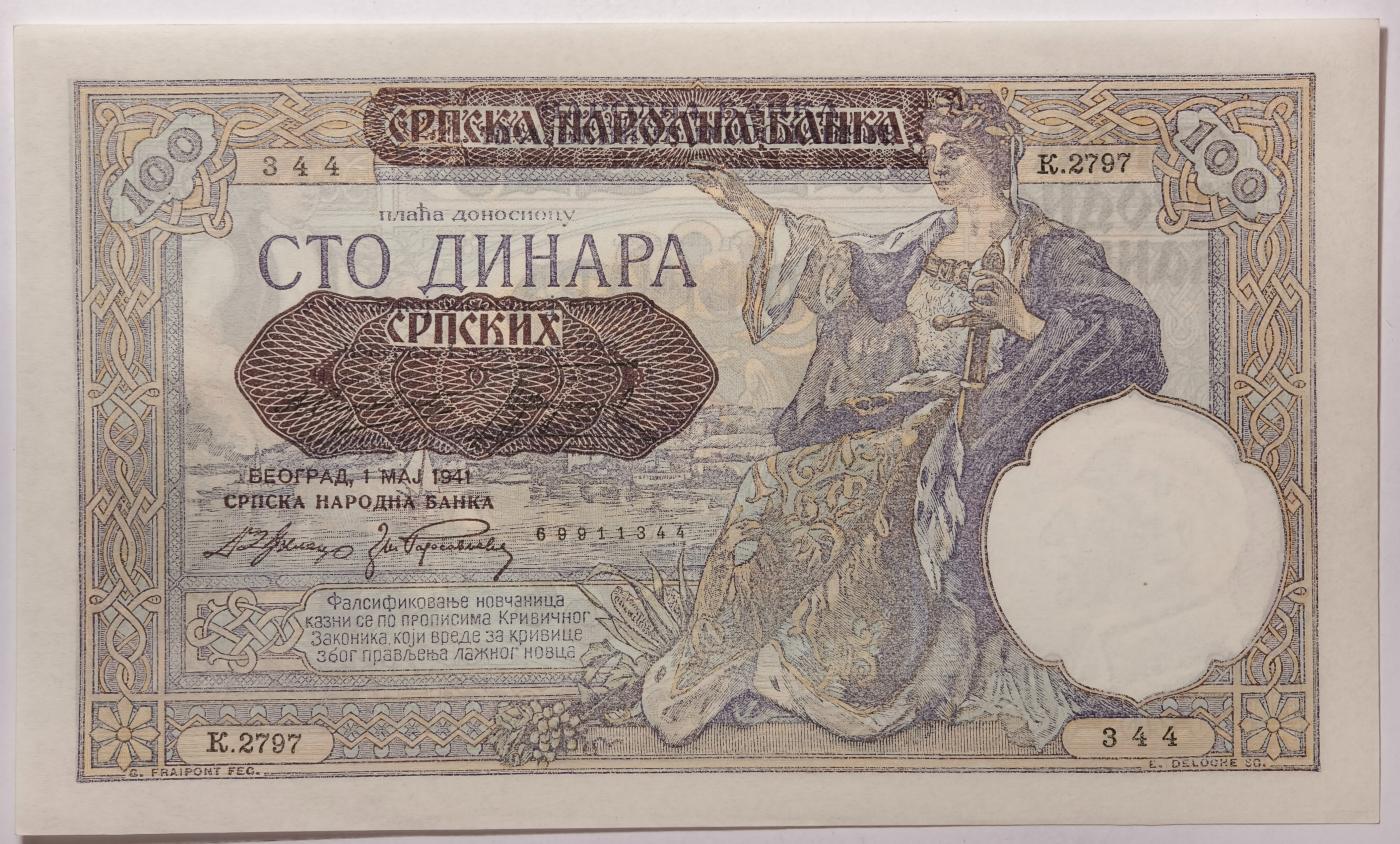 СРПСКА НАРОДНА БАНКА
100
344
К.2797
100
плаћа доносиоцу
СТО ДИНАРА
СРПСКИХ
БЕОГРАД, 1 МАЈ 1941
СРПСКА НАРОДНА БАНКА
69911344
Фалсификовање новчаница
казни се по прописима Кривичног
Законика, који вреде за кривице
због прављења лажног новца
К.2797
344
G. FRAIPONT FEC.
E. DELOCHE SC.